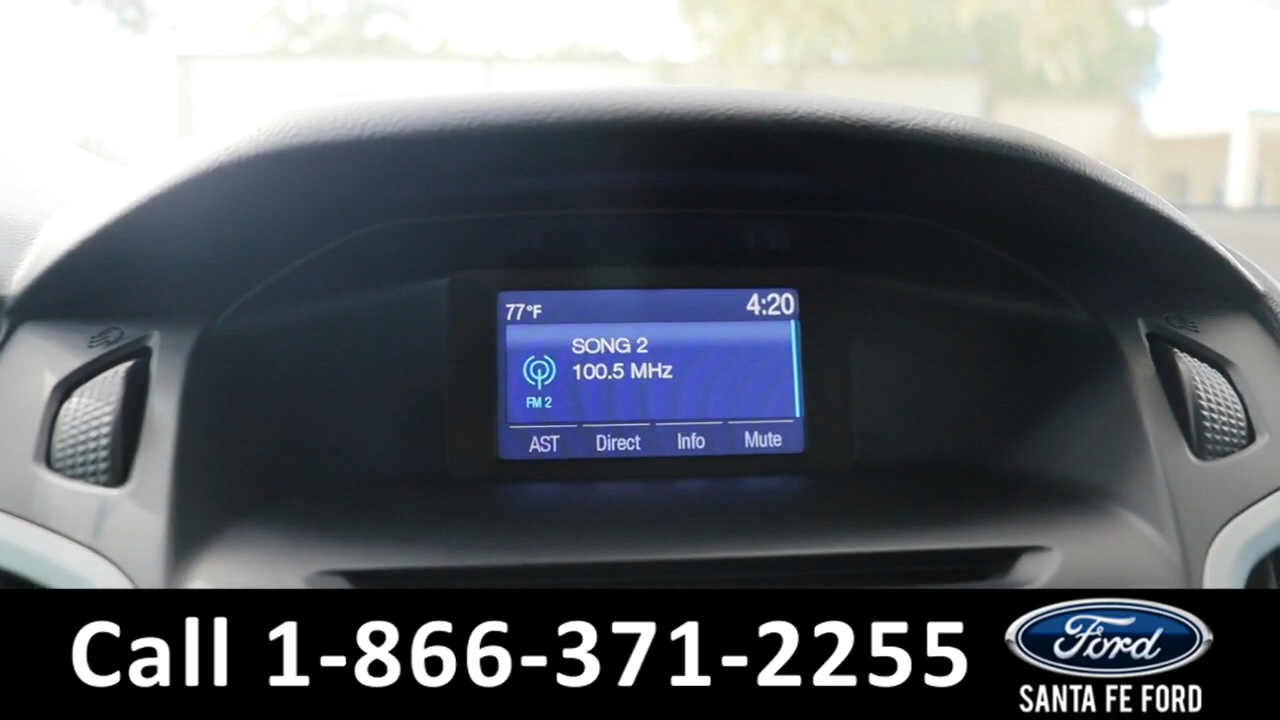 77°F 4:20
SONG 2
100.5 MHz
FM 2
AST Direct Info Mute
Call 1-866-371-2255
Ford
SANTA FE FORD